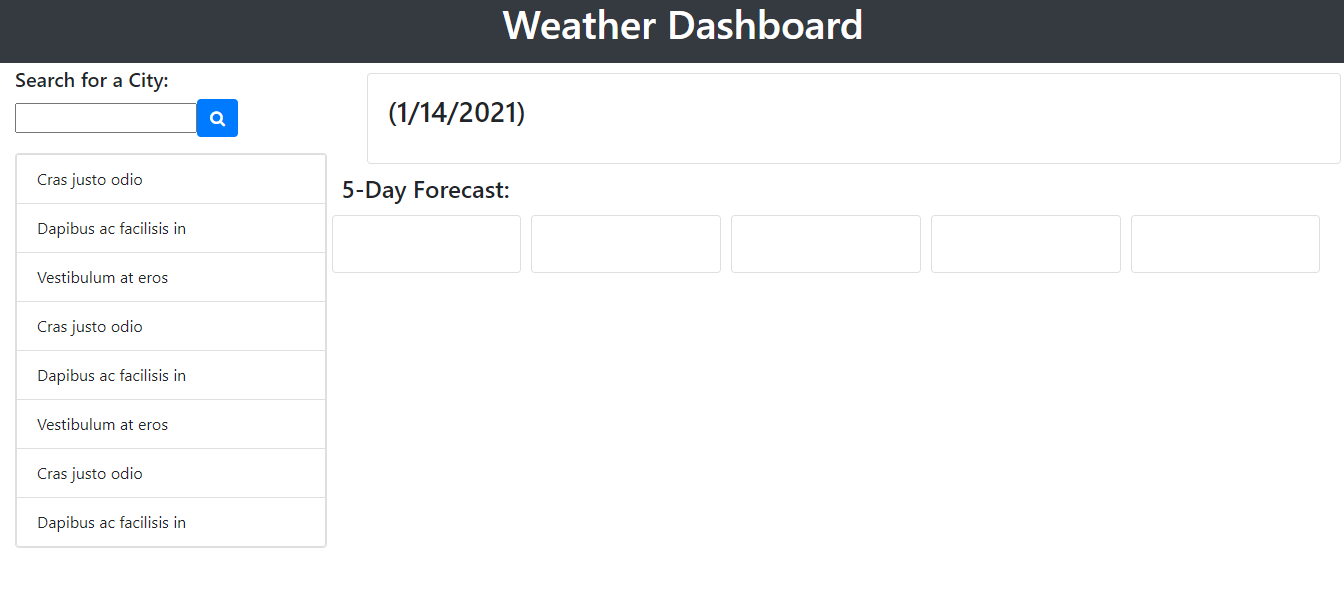 Weather Dashboard
Search for a City:
Cras justo odio
Dapibus ac facilisis in
Vestibulum at eros
Cras justo odio
Dapibus ac facilisis in
Vestibulum at eros
Cras justo odio
Dapibus ac facilisis in
(1/14/2021)
5-Day Forecast: